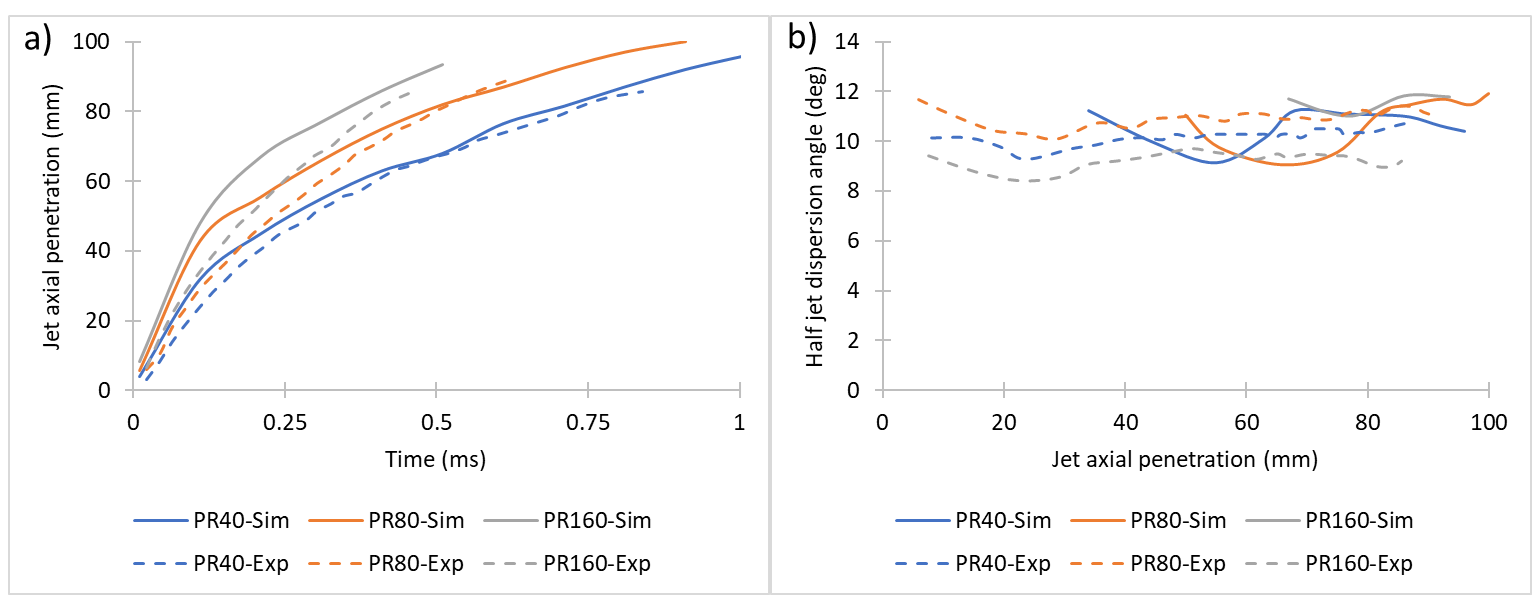 a)
Jet axial penetration (mm)
100
80
60
40
20
0
0 0.25 0.5 0.75 1
Time (ms)
PR40-Sim PR80-Sim PR160-Sim
PR40-Exp PR80-Exp PR160-Exp
b)
Half jet dispersion angle (deg)
14
12
10
8
6
4
2
0
0 20 40 60 80 100
Jet axial penetration (mm)
PR40-Sim PR80-Sim PR160-Sim
PR40-Exp PR80-Exp PR160-Exp